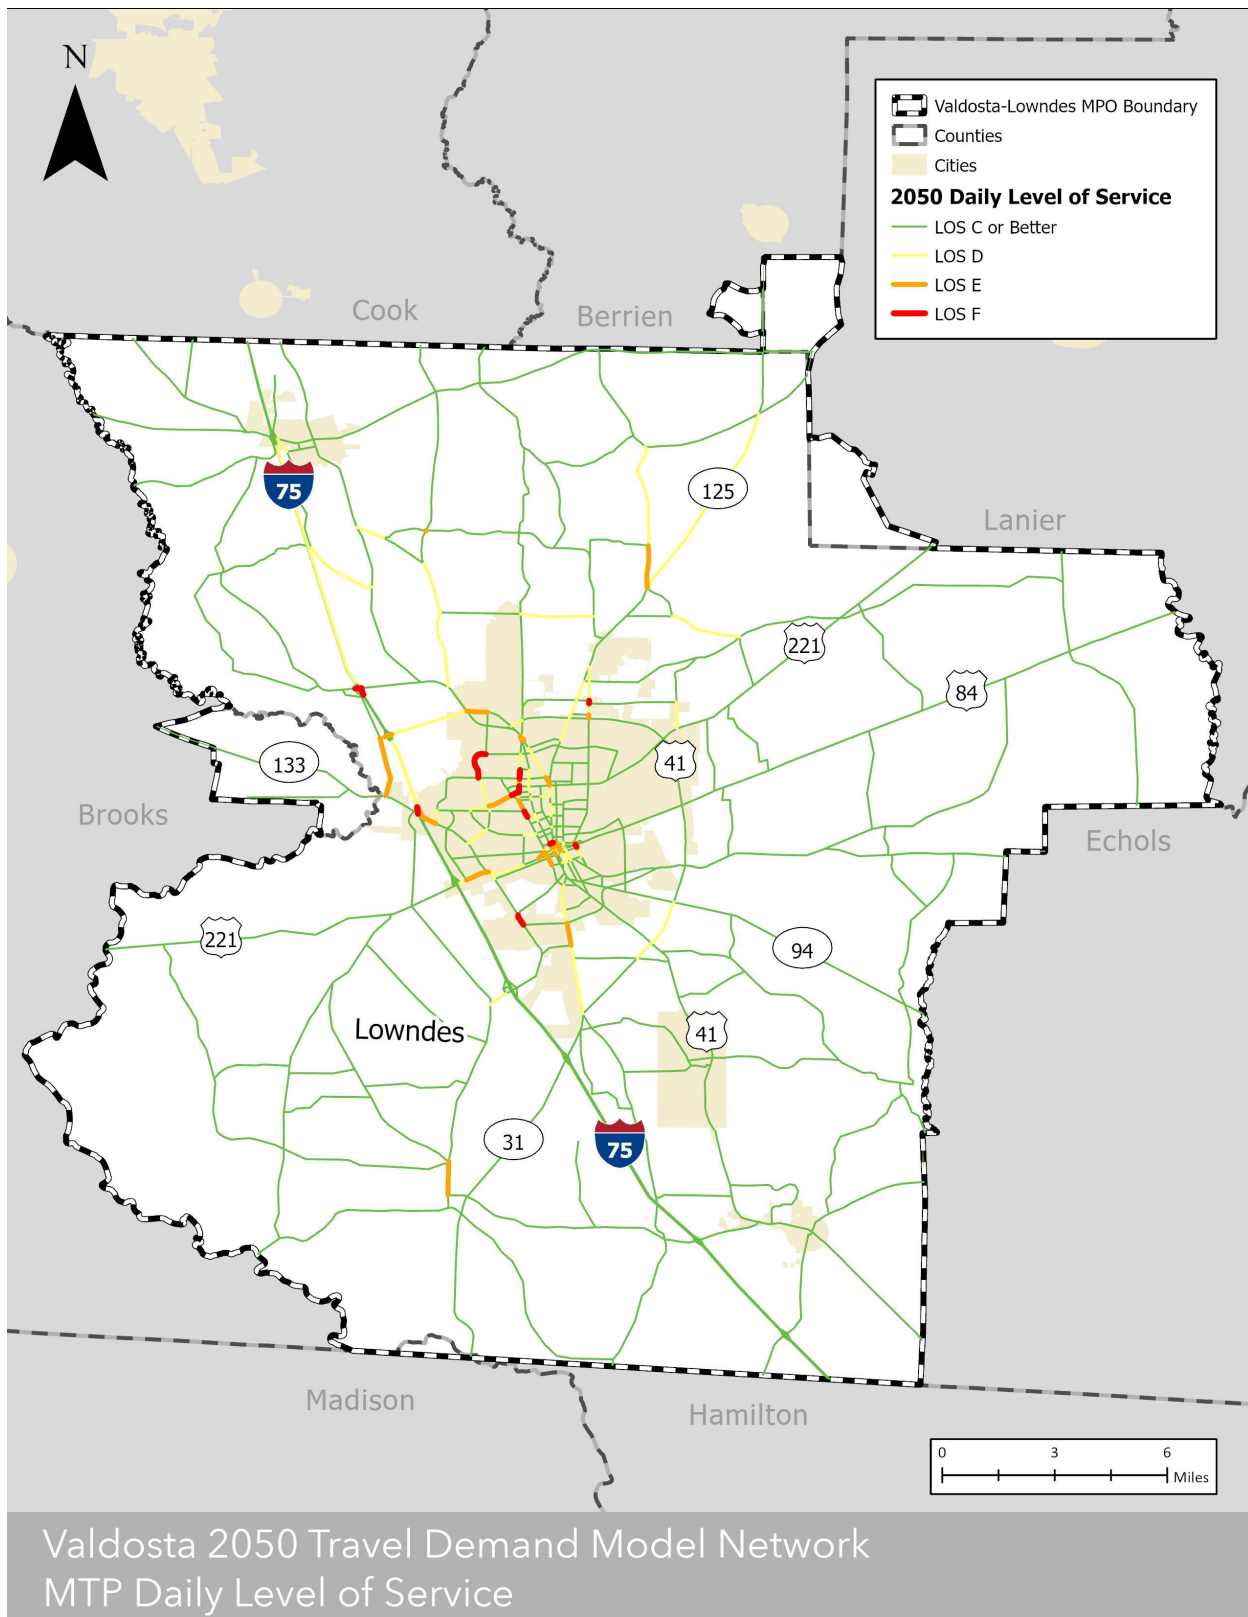 N
Valdosta-Lowndes MPO Boundary
Counties
Cities
2050 Daily Level of Service
LOS C or Better
LOS D
LOS E
LOS F
Cook
Berrien
75
125
Lanier
221
84
133
41
Brooks
Echols
221
94
Lowndes
41
31
75
Madison
Hamilton
0 3 6
Miles
Valdosta 2050 Travel Demand Model Network
MTP Daily Level of Service